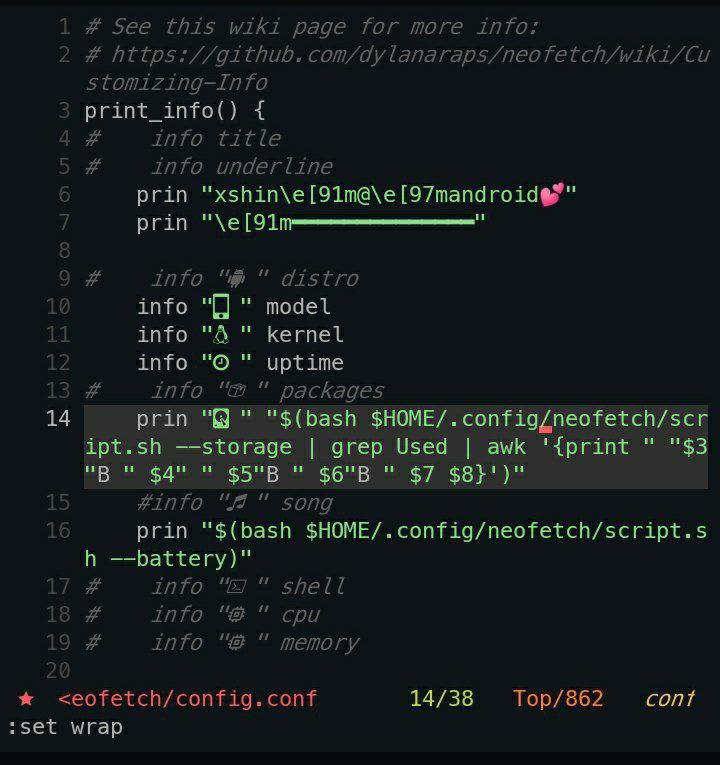 1 # See this wiki page for more info:
2 # https://github.com/dylanaraps/neofetch/wiki/Cu
stomizing-Info
3 print_info() {
4 #    info title
5 #    info underline
6     prin "xshin\e[91m@\e[97mandroid💕"
7     prin "\e[91m━━━━━━━━━━━━━━"
8
9 #    info " " distro
10     info " " model
11     info " " kernel
12     info " " uptime
13 #    info " " packages
14     prin " " "$(bash $HOME/.config/neofetch/scr
ipt.sh --storage | grep Used | awk '{print " "$3
"B " $4" " $5"B " $6"B " $7 $8}')"
15     #info "🎵 " song
16     prin "$(bash $HOME/.config/neofetch/script.s
h --battery)"
17 #    info " " shell
18 #    info " " cpu
19 #    info " " memory
20
★ <eofetch/config.conf 14/38 Top/862 conf
:set wrap